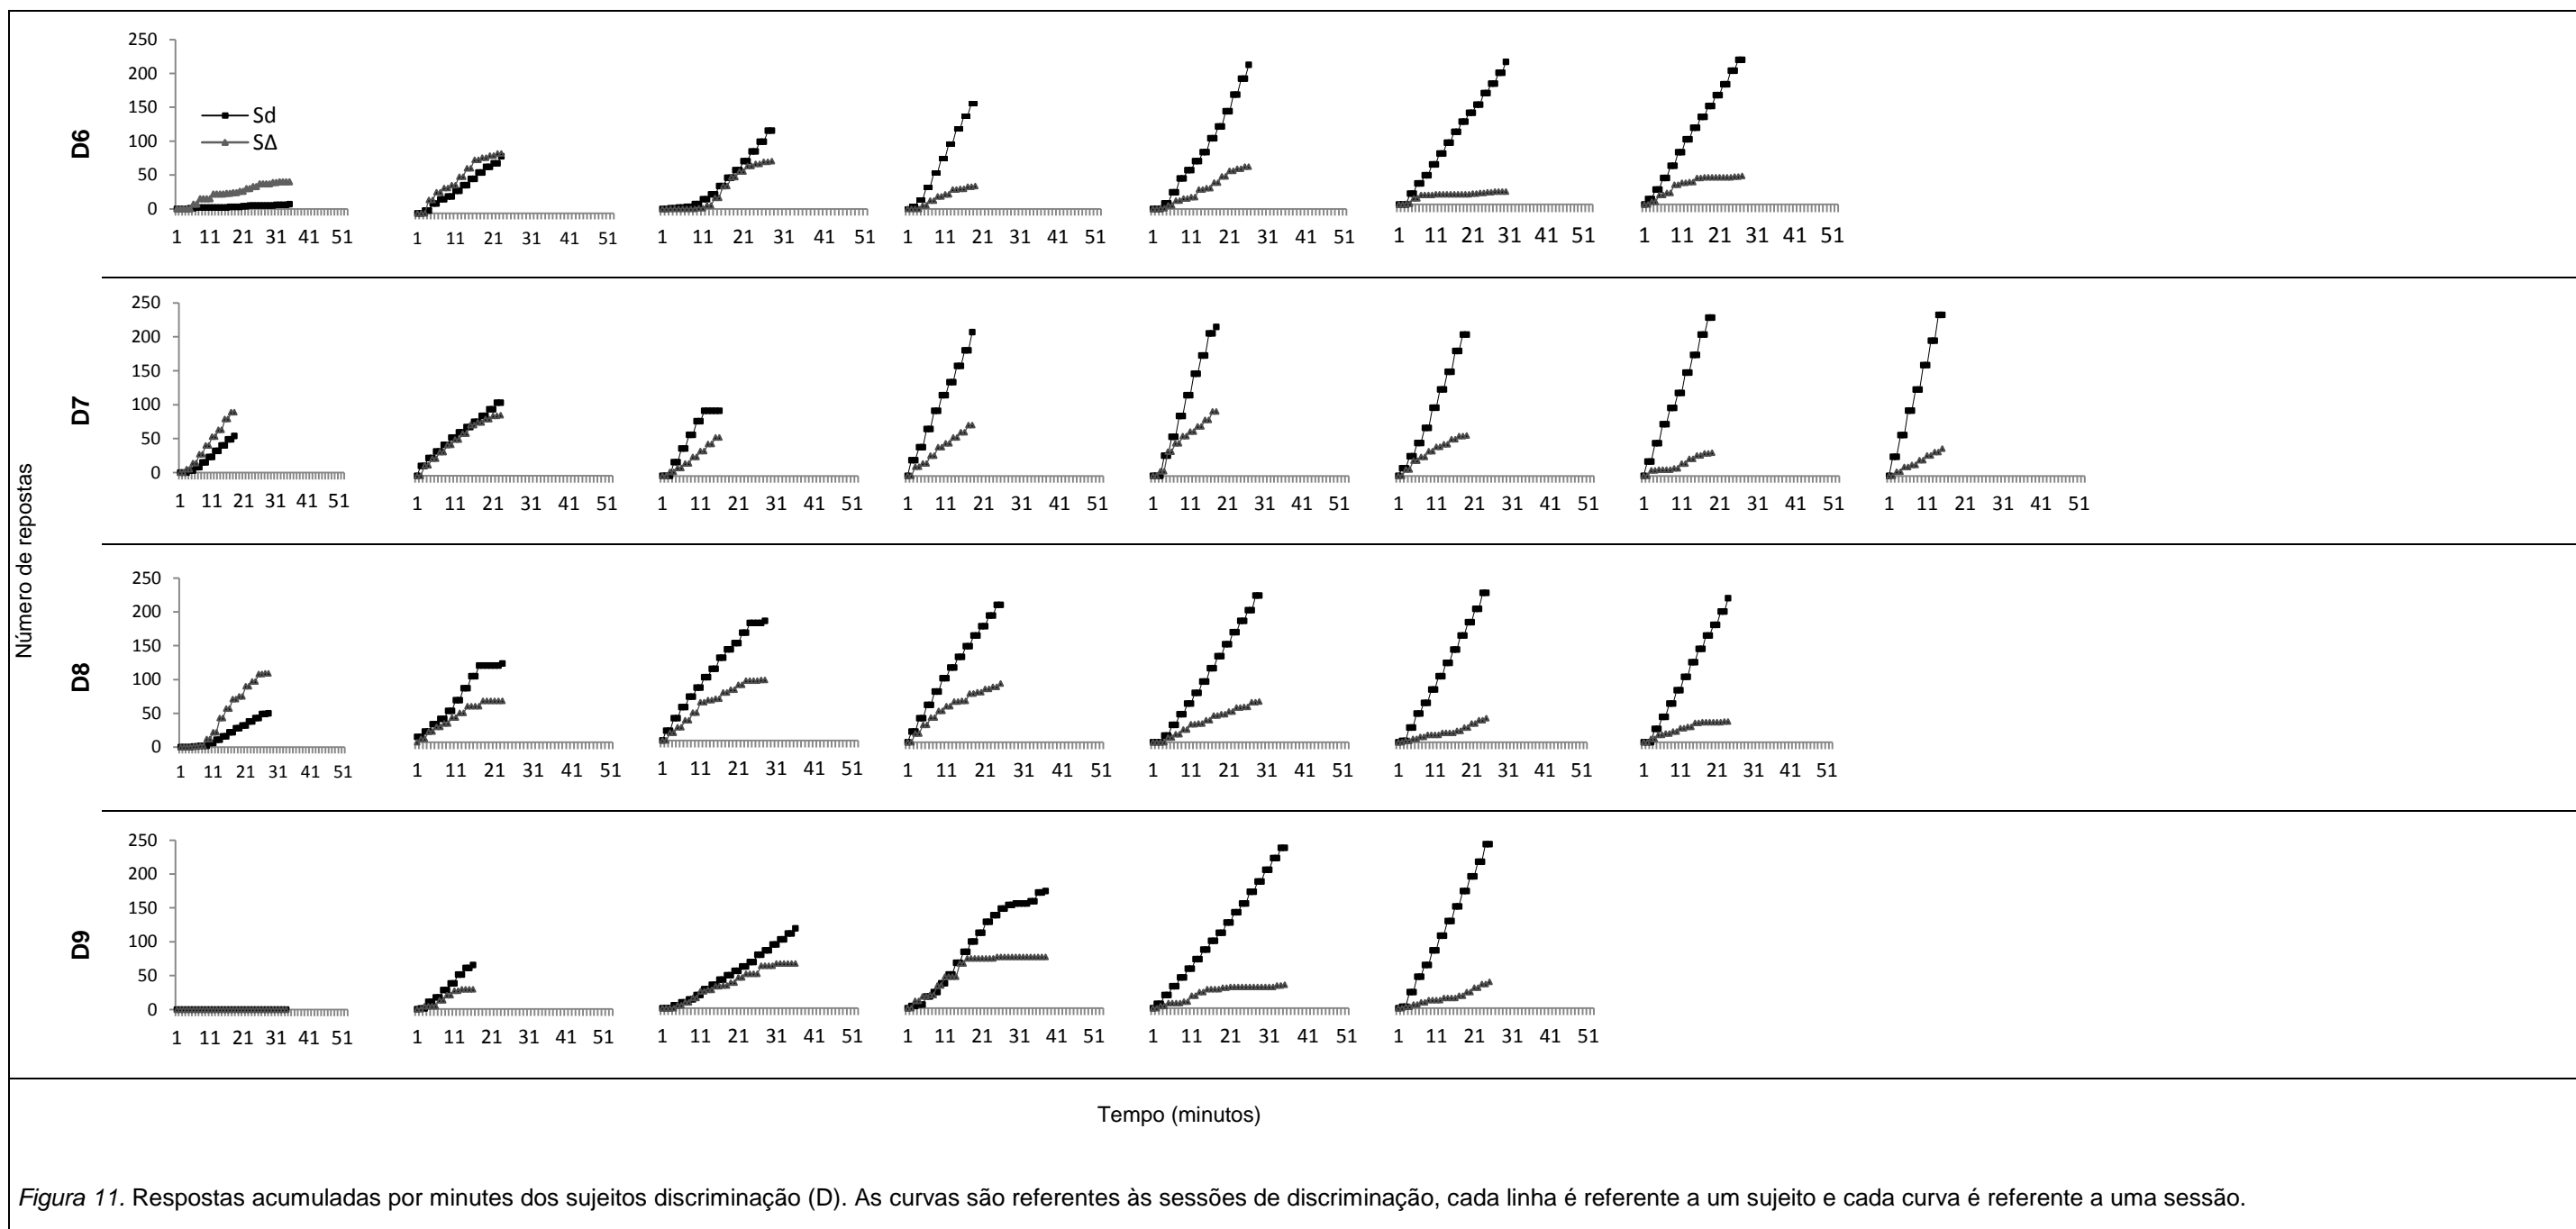 Número de repostas
D6
250
200
150
100
50
0
Sd
SΔ
1 11 21 31 41 51
1 11 21 31 41 51
1 11 21 31 41 51
1 11 21 31 41 51
1 11 21 31 41 51
1 11 21 31 41 51
1 11 21 31 41 51
D7
250
200
150
100
50
0
1 11 21 31 41 51
1 11 21 31 41 51
1 11 21 31 41 51
1 11 21 31 41 51
1 11 21 31 41 51
1 11 21 31 41 51
1 11 21 31 41 51
1 11 21 31 41 51
D8
250
200
150
100
50
0
1 11 21 31 41 51
1 11 21 31 41 51
1 11 21 31 41 51
1 11 21 31 41 51
1 11 21 31 41 51
1 11 21 31 41 51
1 11 21 31 41 51
D9
250
200
150
100
50
0
1 11 21 31 41 51
1 11 21 31 41 51
1 11 21 31 41 51
1 11 21 31 41 51
1 11 21 31 41 51
1 11 21 31 41 51
Tempo (minutos)
Figura 11. Respostas acumuladas por minutes dos sujeitos discriminação (D). As curvas são referentes às sessões de discriminação, cada linha é referente a um sujeito e cada curva é referente a uma sessão.